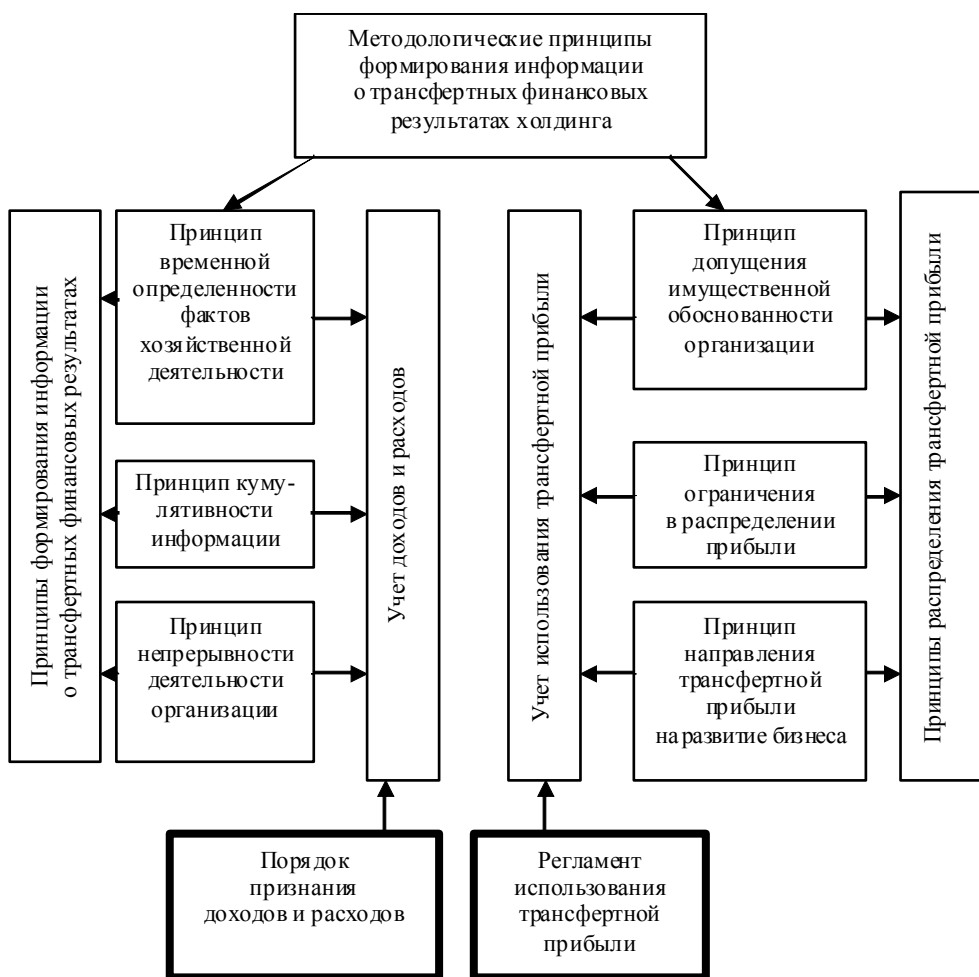 Методологические принципы
формирования информации
о трансфертных финансовых
результатах холдинга
Принципы формирования информации
о трансфертных финансовых результатах
Принцип
временной
определенности
фактов
хозяйственной
деятельности
Принцип куму-
лятивности
информации
Принцип
непрерывности
деятельности
организации
Учет доходов и расходов
Учет использования трансфертной прибыли
Принцип
допущения
имущественной
обоснованности
организации
Принцип
ограничения
в распределении
прибыли
Принцип
направления
трансфертной
прибыли
на развитие бизнеса
Принципы распределения трансфертной прибыли
Порядок
признания
доходов и расходов
Регламент
использования
трансфертной
прибыли